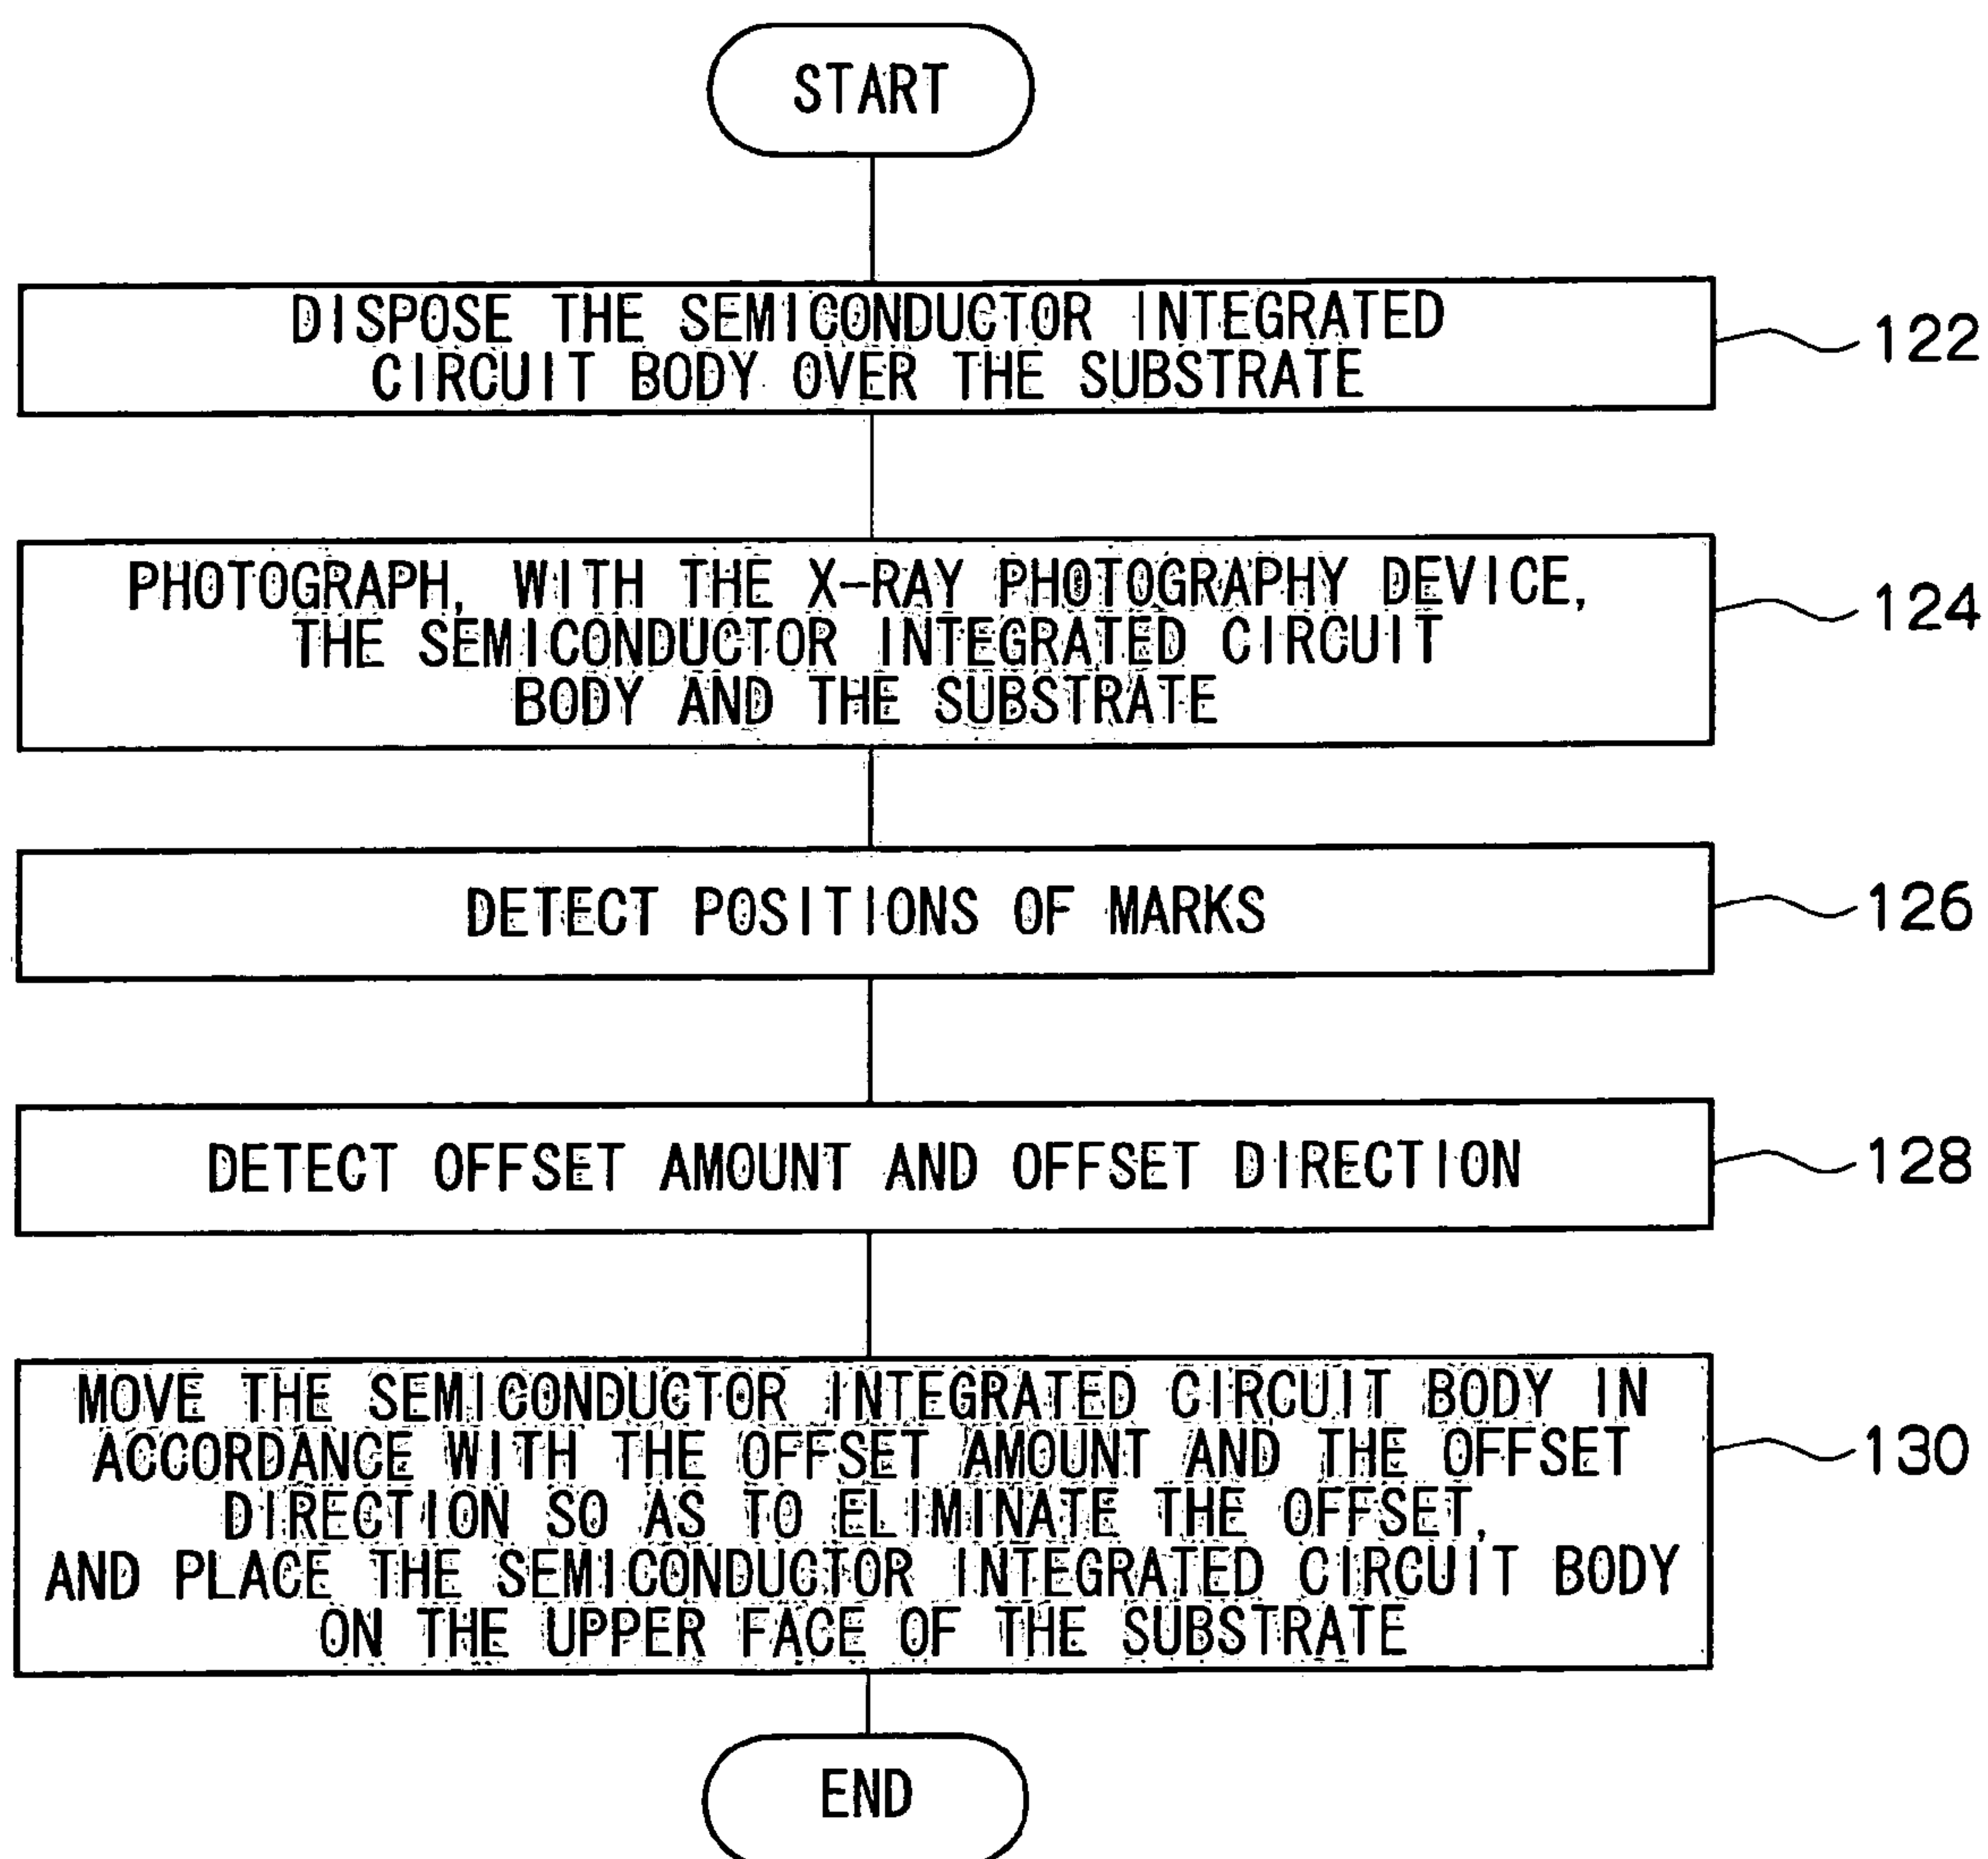 START
DISPOSE THE SEMICONDUCTOR INTEGRATED
CIRCUIT BODY OVER THE SUBSTRATE
122
PHOTOGRAPH, WITH THE X-RAY PHOTOGRAPHY DEVICE,
THE SEMICONDUCTOR INTEGRATED CIRCUIT
BODY AND THE SUBSTRATE
124
DETECT POSITIONS OF MARKS
126
DETECT OFFSET AMOUNT AND OFFSET DIRECTION
128
MOVE THE SEMICONDUCTOR INTEGRATED CIRCUIT BODY IN
ACCORDANCE WITH THE OFFSET AMOUNT AND THE OFFSET
DIRECTION SO AS TO ELIMINATE THE OFFSET,
AND PLACE THE SEMICONDUCTOR INTEGRATED CIRCUIT BODY
ON THE UPPER FACE OF THE SUBSTRATE
130
END